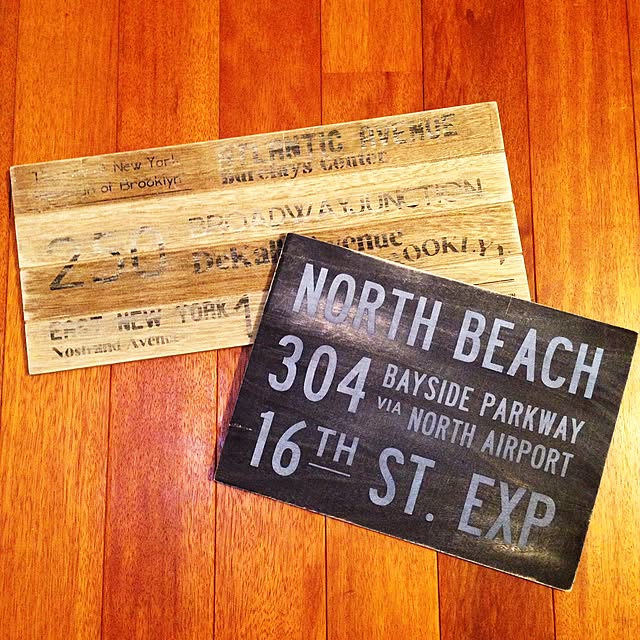 New York
of Brooklyn
ATLANTIC AVENUE
Barclays Center
250
BROADWAY JUNCTION
DeKalb Avenue
BROOKLYN
EAST NEW YORK
Nostrand Avenue
NORTH BEACH
304 BAYSIDE PARKWAY
VIA NORTH AIRPORT
16TH ST. EXP